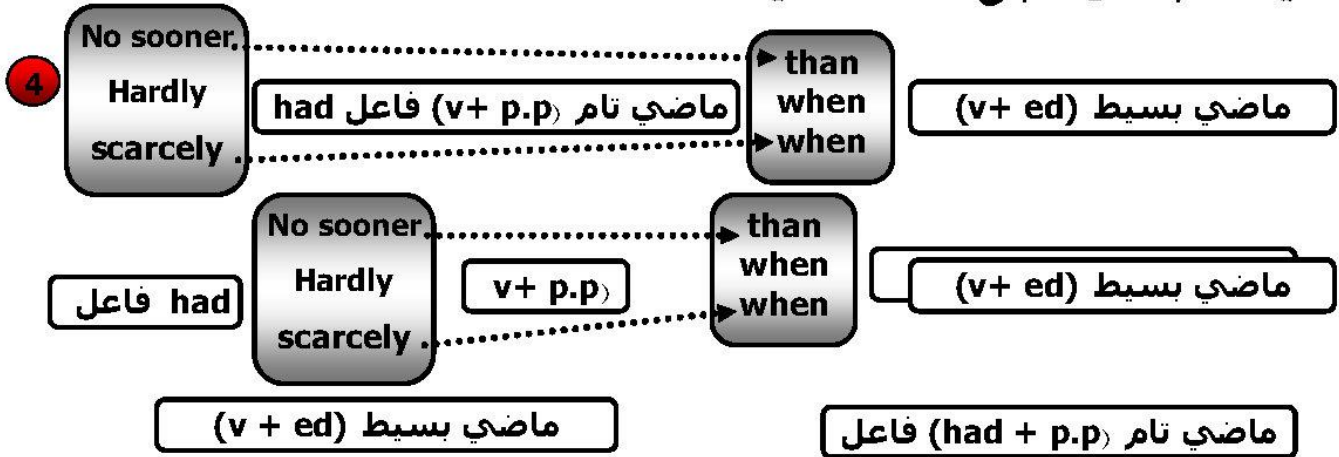 4
No sooner
Hardly
scarcely
had فاعل (v+ p.p) ماضي تام
than
when
when
ماضي بسيط (v+ ed)
فاعل had
No sooner
Hardly
scarcely
v+ p.p)
than
when
when
ماضي بسيط (v+ ed)
ماضي بسيط (v + ed)
فاعل (had + p.p) ماضي تام